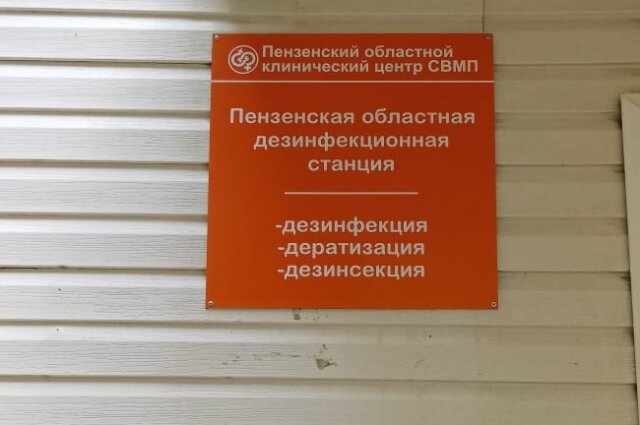 Пензенский областной
клинический центр СВМП
Пензенская областная
дезинфекционная
станция
-дезинфекция
-дератизация
-дезинсекция